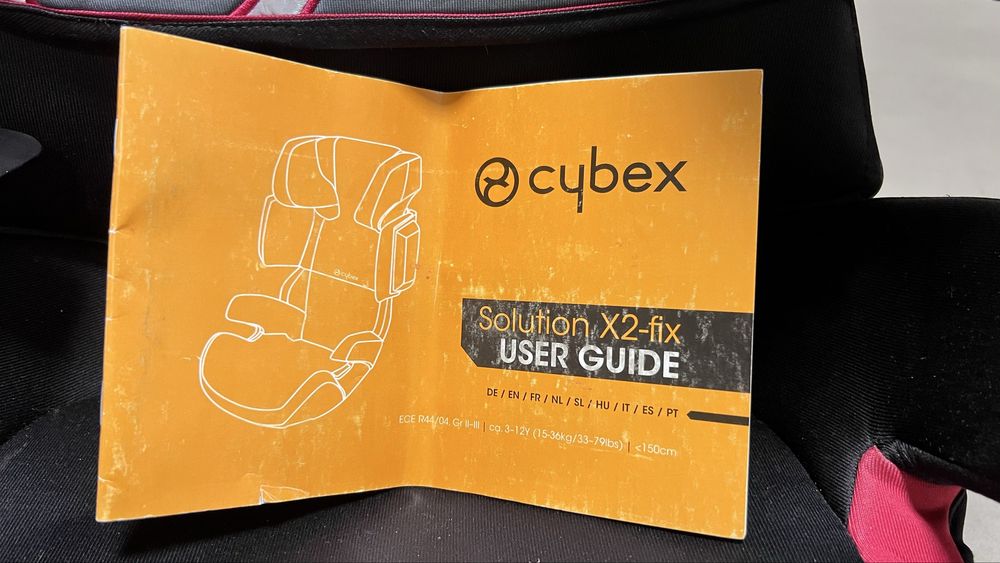 cybex
cybex
Solution X2-fix
USER GUIDE
DE / EN / FR / NL / SL / HU / IT / ES / PT
ECE R44/04, Gr II-III | ca. 3-12Y (15-36kg/33-79lbs) | <150cm